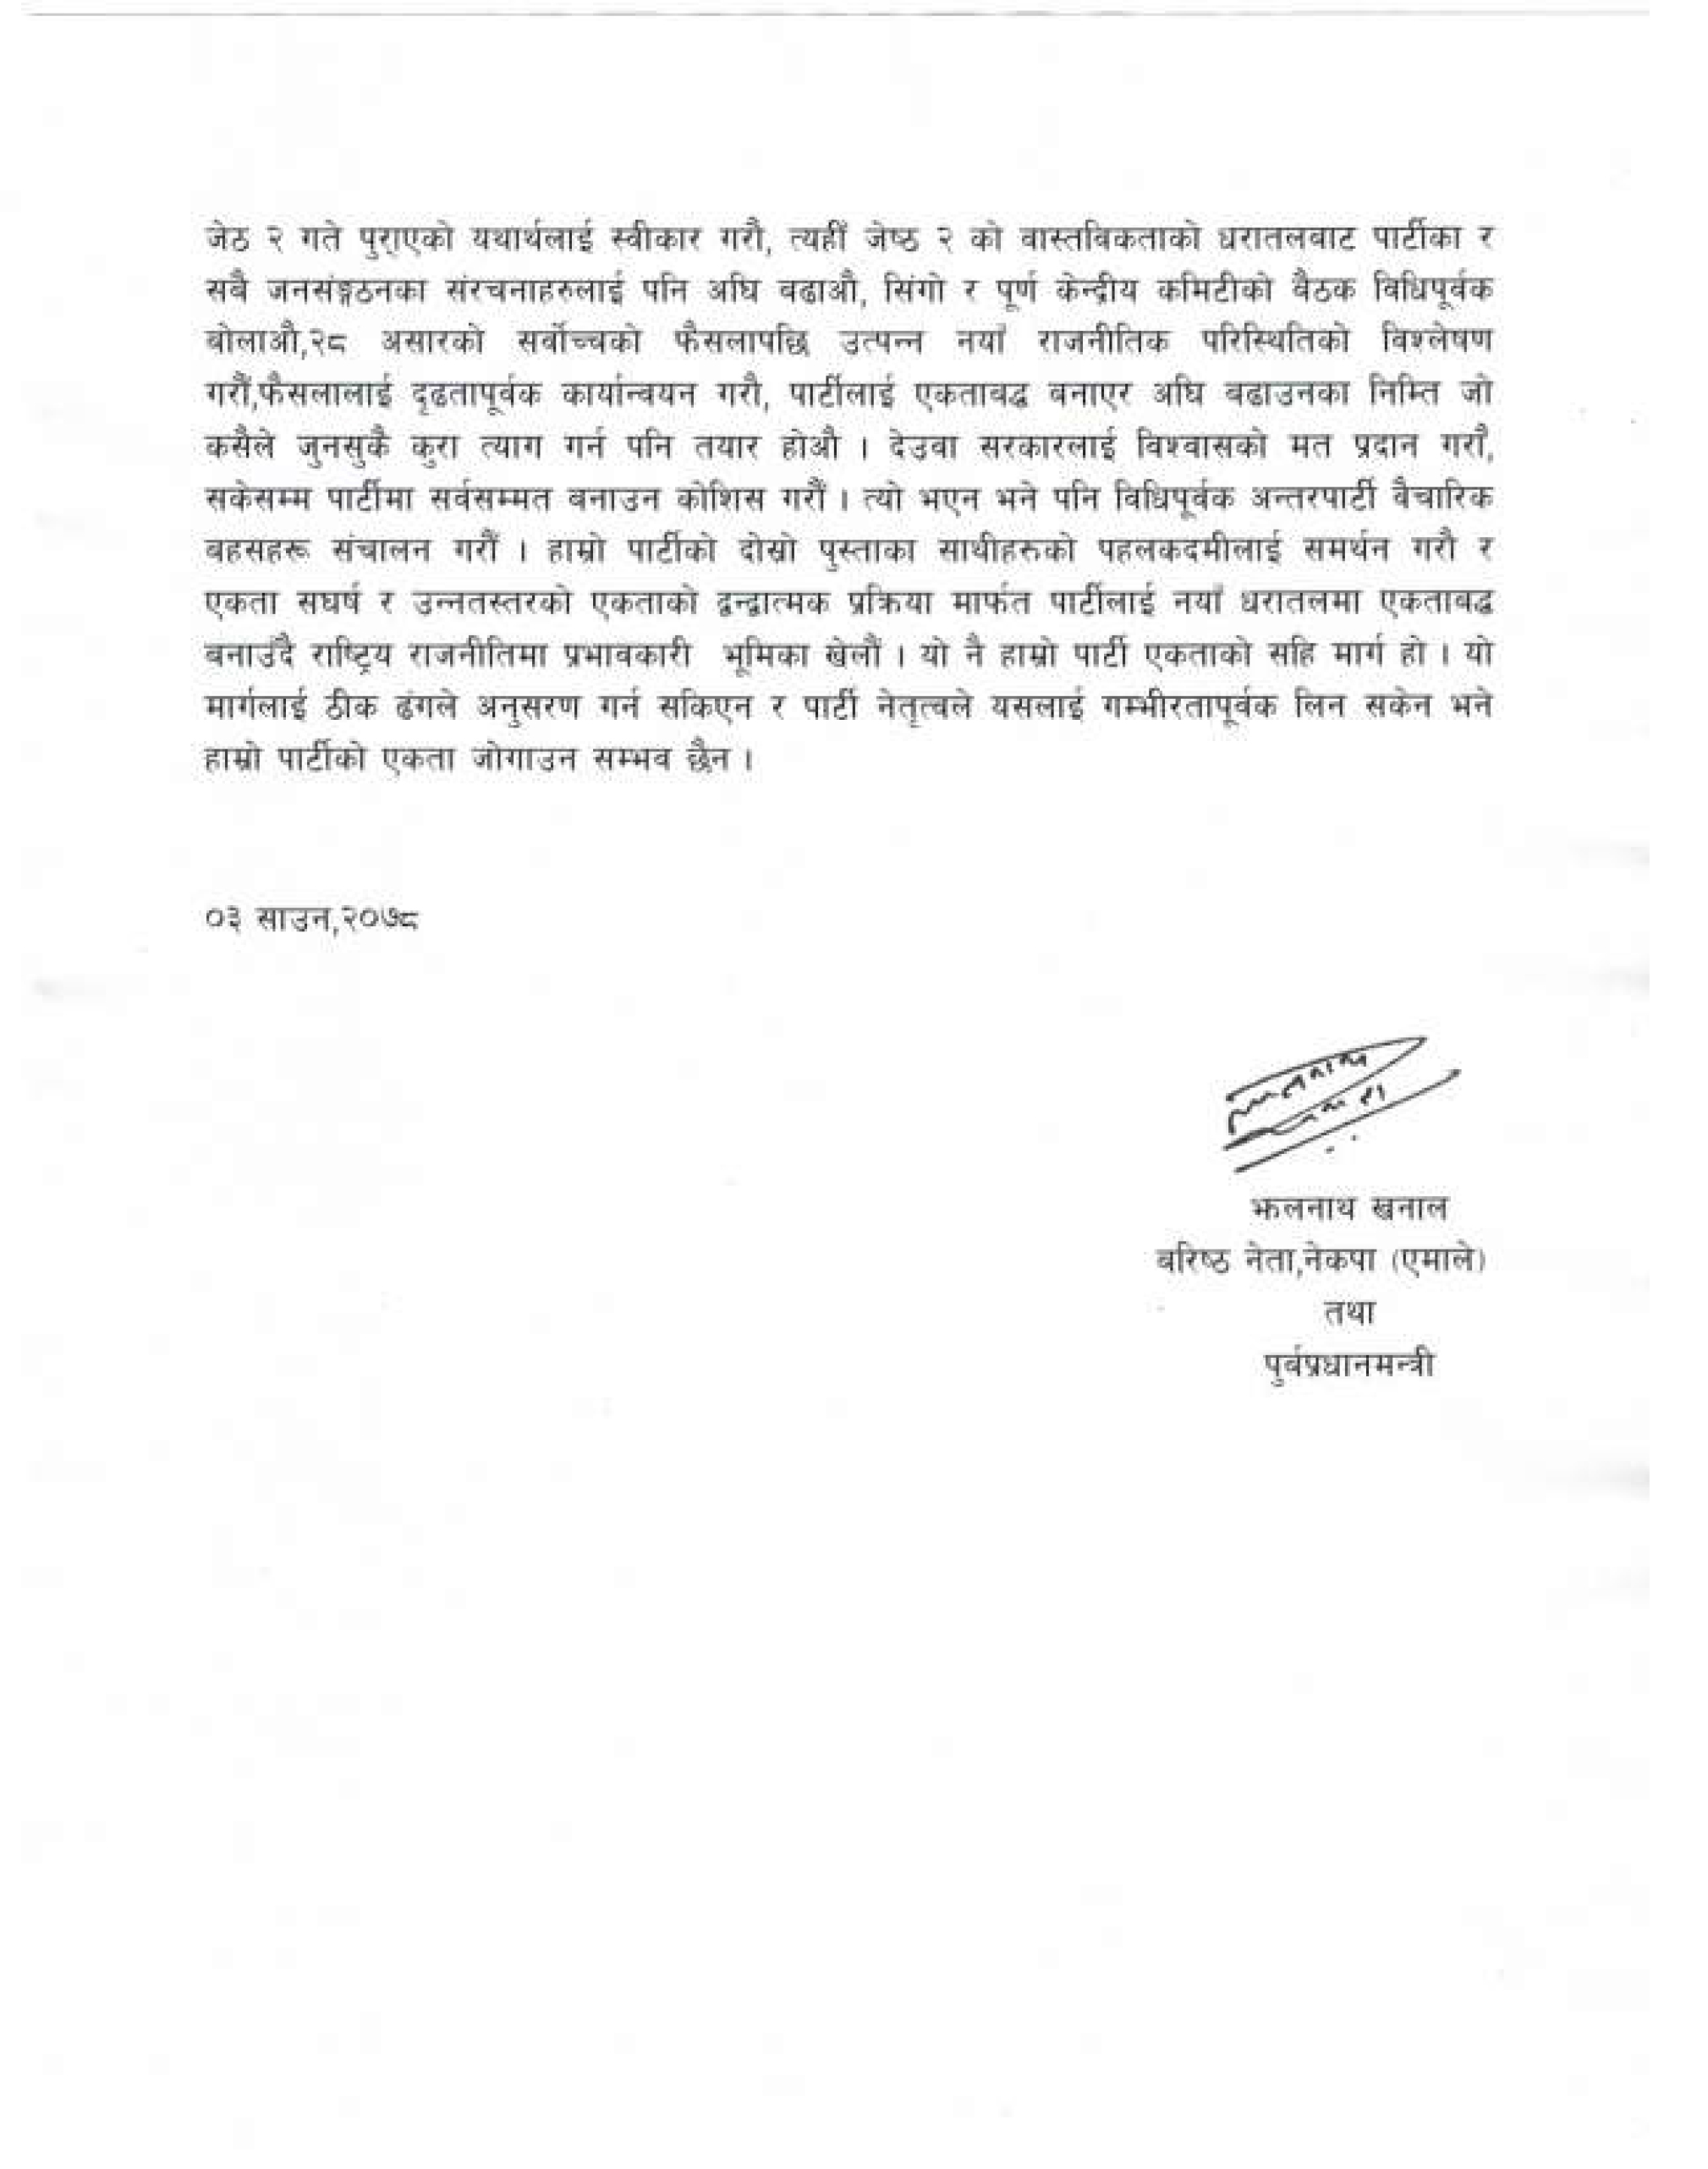 जेठ २ गते पुर्‍याएको यथार्थलाई स्वीकार गरौ, त्यहीं जेष्ठ २ को वास्तविकताको धरातलबाट पार्टीका र
सबै जनसंङ्गठनका संरचनाहरुलाई पनि अघि बढाऔ, सिंगो र पूर्ण केन्द्रीय कमिटीको बैठक विधिपूर्वक
बोलाऔ,२८ असारको सर्वोच्चको फैसलापछि उत्पन्न नयाँ राजनीतिक परिस्थितिको विश्लेषण
गरौं,फैसलालाई दृढतापूर्वक कार्यान्वयन गरौ, पार्टीलाई एकताबद्ध बनाएर अघि बढाउनका निम्ति जो
कसैले जुनसुकै कुरा त्याग गर्न पनि तयार होऔ । देउवा सरकारलाई विश्वासको मत प्रदान गरौं,
सकेसम्म पार्टीमा सर्वसम्मत बनाउन कोशिस गरौं । त्यो भएन भने पनि विधिपूर्वक अन्तरपार्टी वैचारिक
बहसहरू संचालन गरौं । हाम्रो पार्टीको दोस्रो पुस्ताका साथीहरुको पहलकदमीलाई समर्थन गरौ र
एकता सघर्ष र उन्नतस्तरको एकताको द्वन्द्वात्मक प्रक्रिया मार्फत पार्टीलाई नयाँ धरातलमा एकताबद्ध
बनाउँदै राष्ट्रिय राजनीतिमा प्रभावकारी भूमिका खेलौं । यो नै हाम्रो पार्टी एकताको सहि मार्ग हो । यो
मार्गलाई ठीक ढंगले अनुसरण गर्न सकिएन र पार्टी नेतृत्वले यसलाई गम्भीरतापूर्वक लिन सकेन भने
हाम्रो पार्टीको एकता जोगाउन सम्भव छैन ।
०३ साउन,२०७८
झलनाथ खनाल
बरिष्ठ नेता,नेकपा (एमाले)
तथा
पुर्वप्रधानमन्त्री